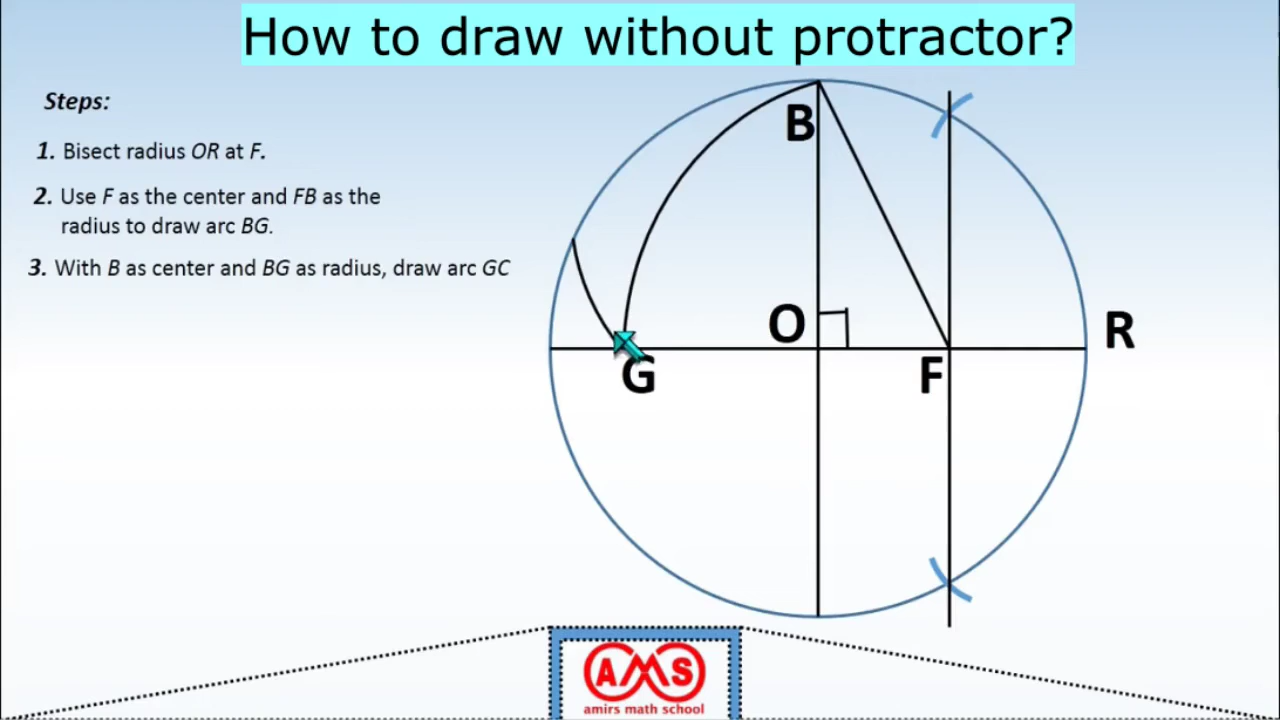 How to draw without protractor?
Steps:
1. Bisect radius OR at F.
2. Use F as the center and FB as the
radius to draw arc BG.
3. With B as center and BG as radius, draw arc GC
B
O
R
G
F
AMS
amirs math school